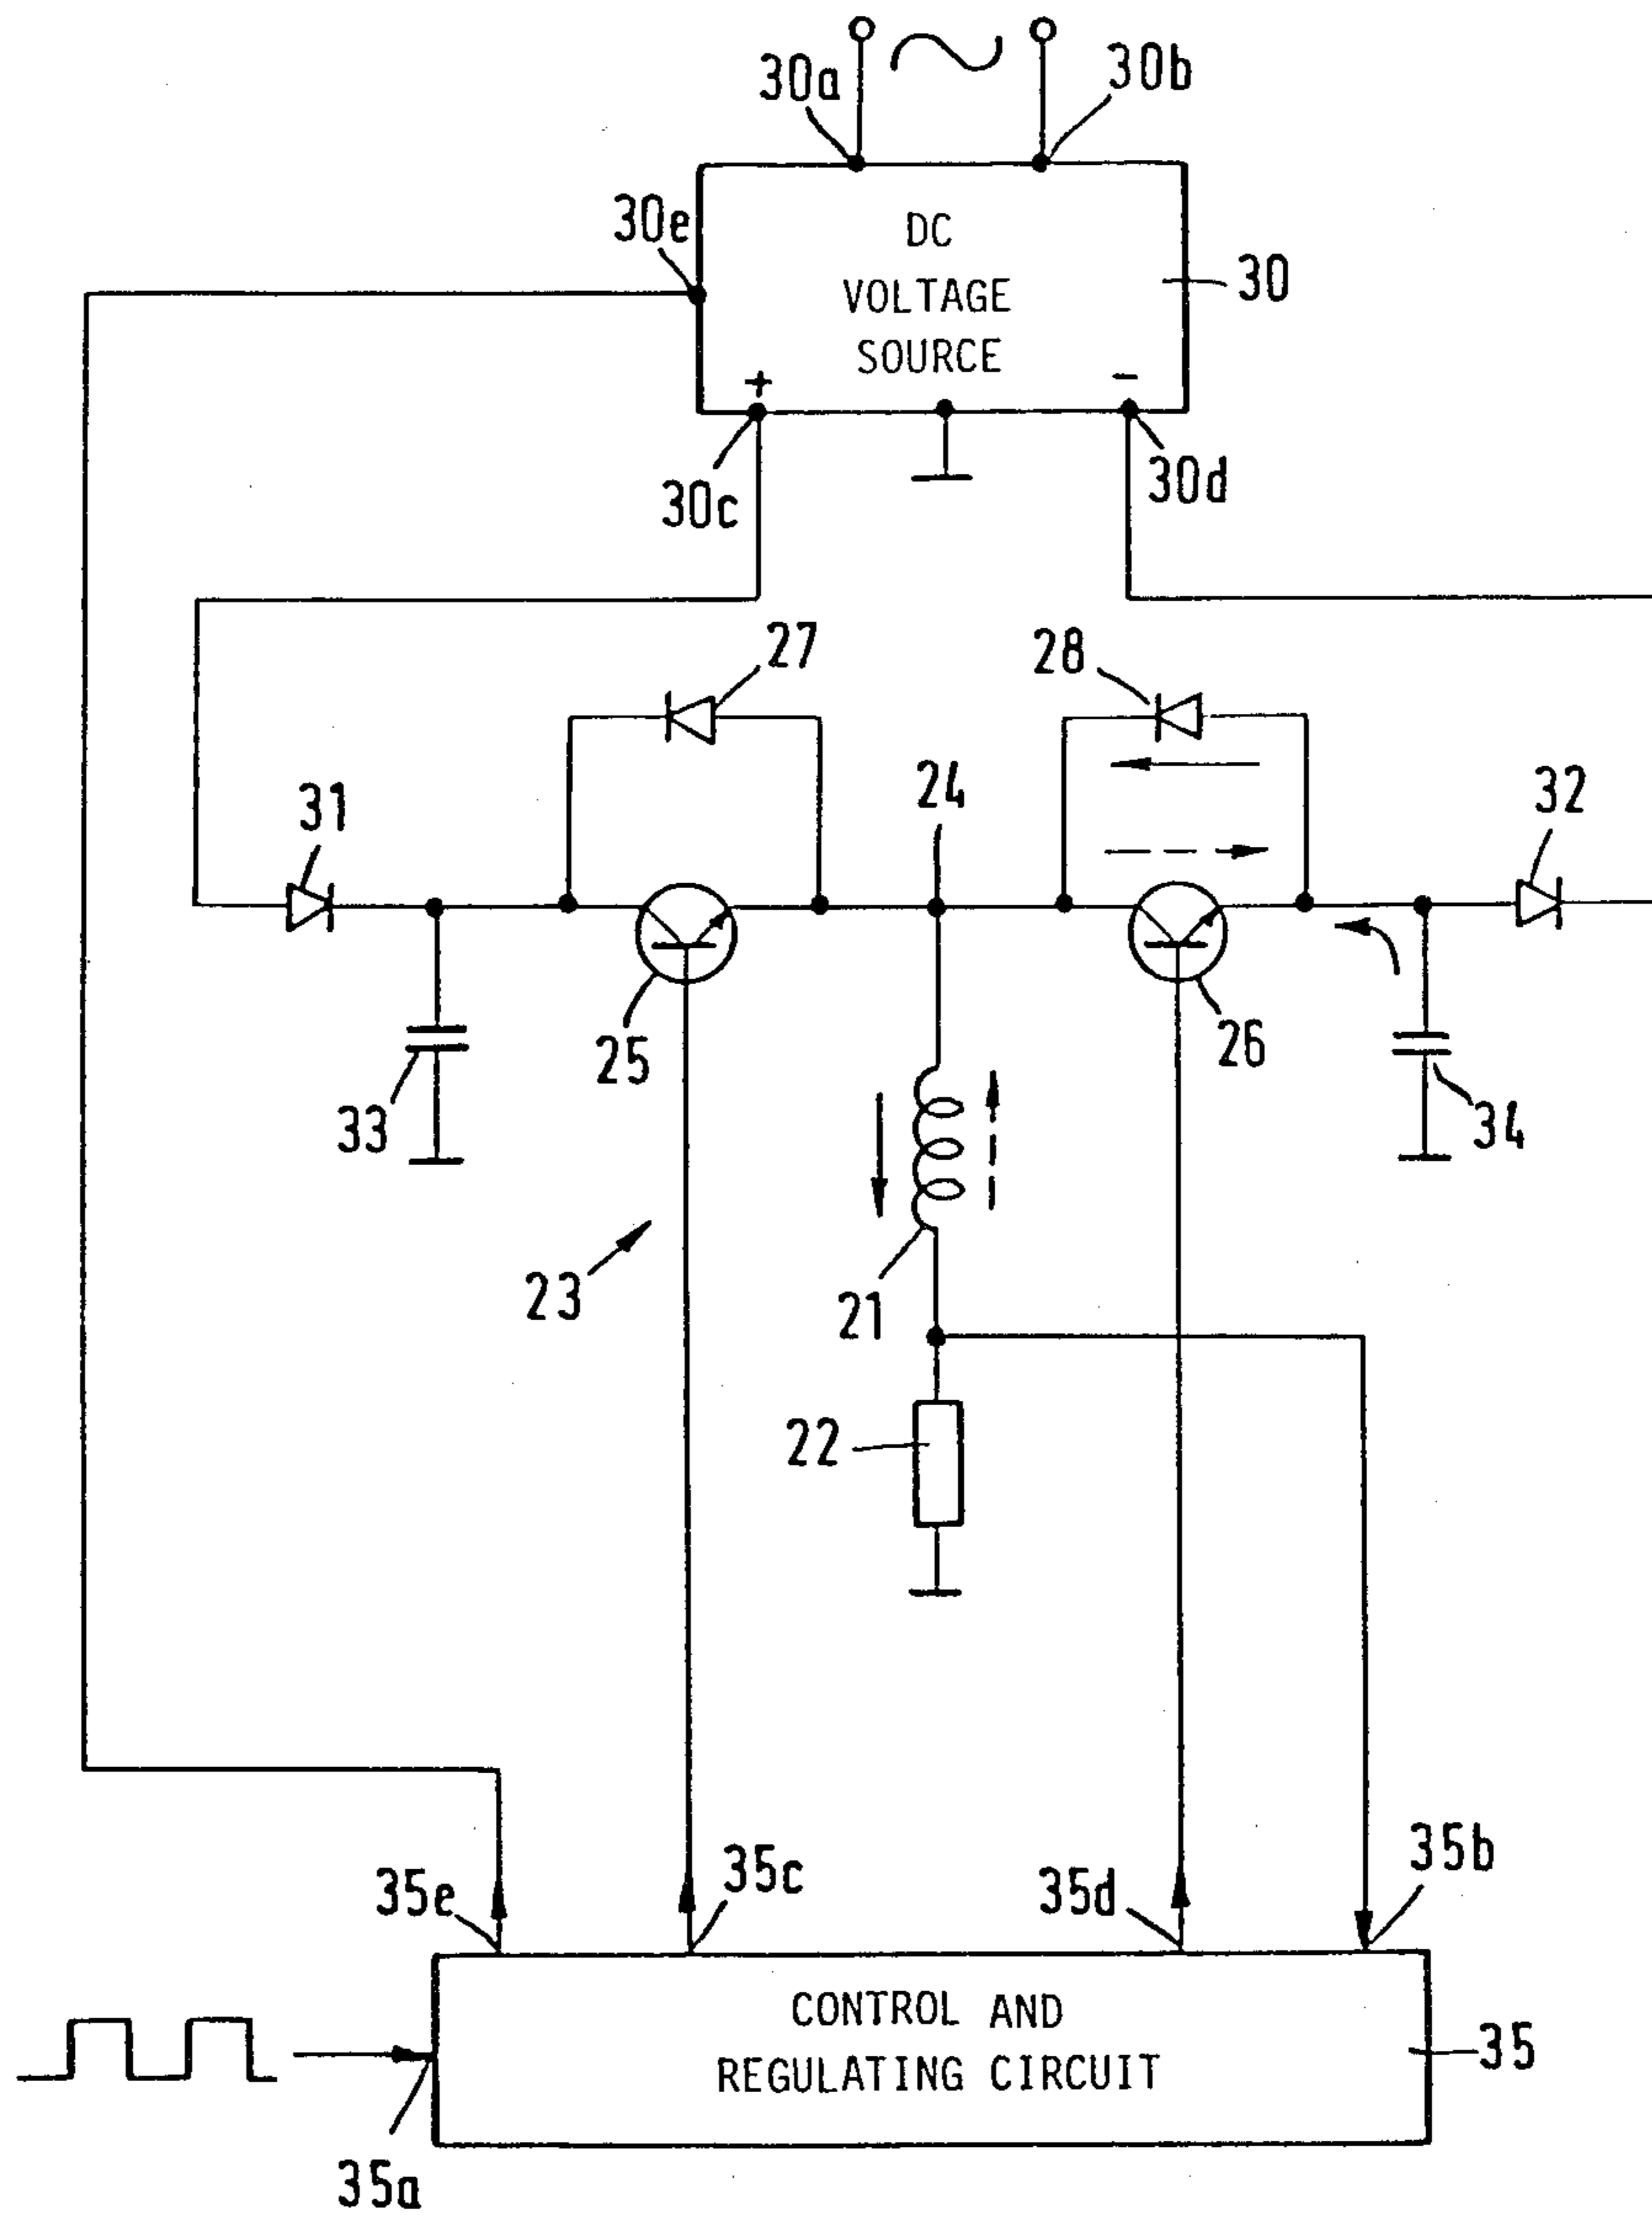 30a
30b
30e
DC
VOLTAGE
SOURCE
30
+
-
30c
30d
27
28
24
31
32
25
26
33
34
23
21
22
35e
35c
35d
35b
CONTROL AND
REGULATING CIRCUIT
35
35a